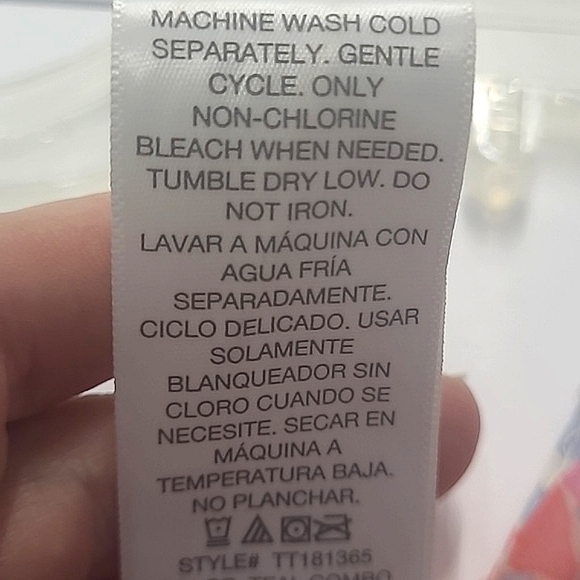 MACHINE WASH COLD
SEPARATELY. GENTLE
CYCLE. ONLY
NON-CHLORINE
BLEACH WHEN NEEDED.
TUMBLE DRY LOW. DO
NOT IRON.
LAVAR A MÁQUINA CON
AGUA FRÍA
SEPARADAMENTE.
CICLO DELICADO. USAR
SOLAMENTE
BLANQUEADOR SIN
CLORO CUANDO SE
NECESITE. SECAR EN
MÁQUINA A
TEMPERATURA BAJA.
NO PLANCHAR.
STYLE# TT181365
TEAL COMBO